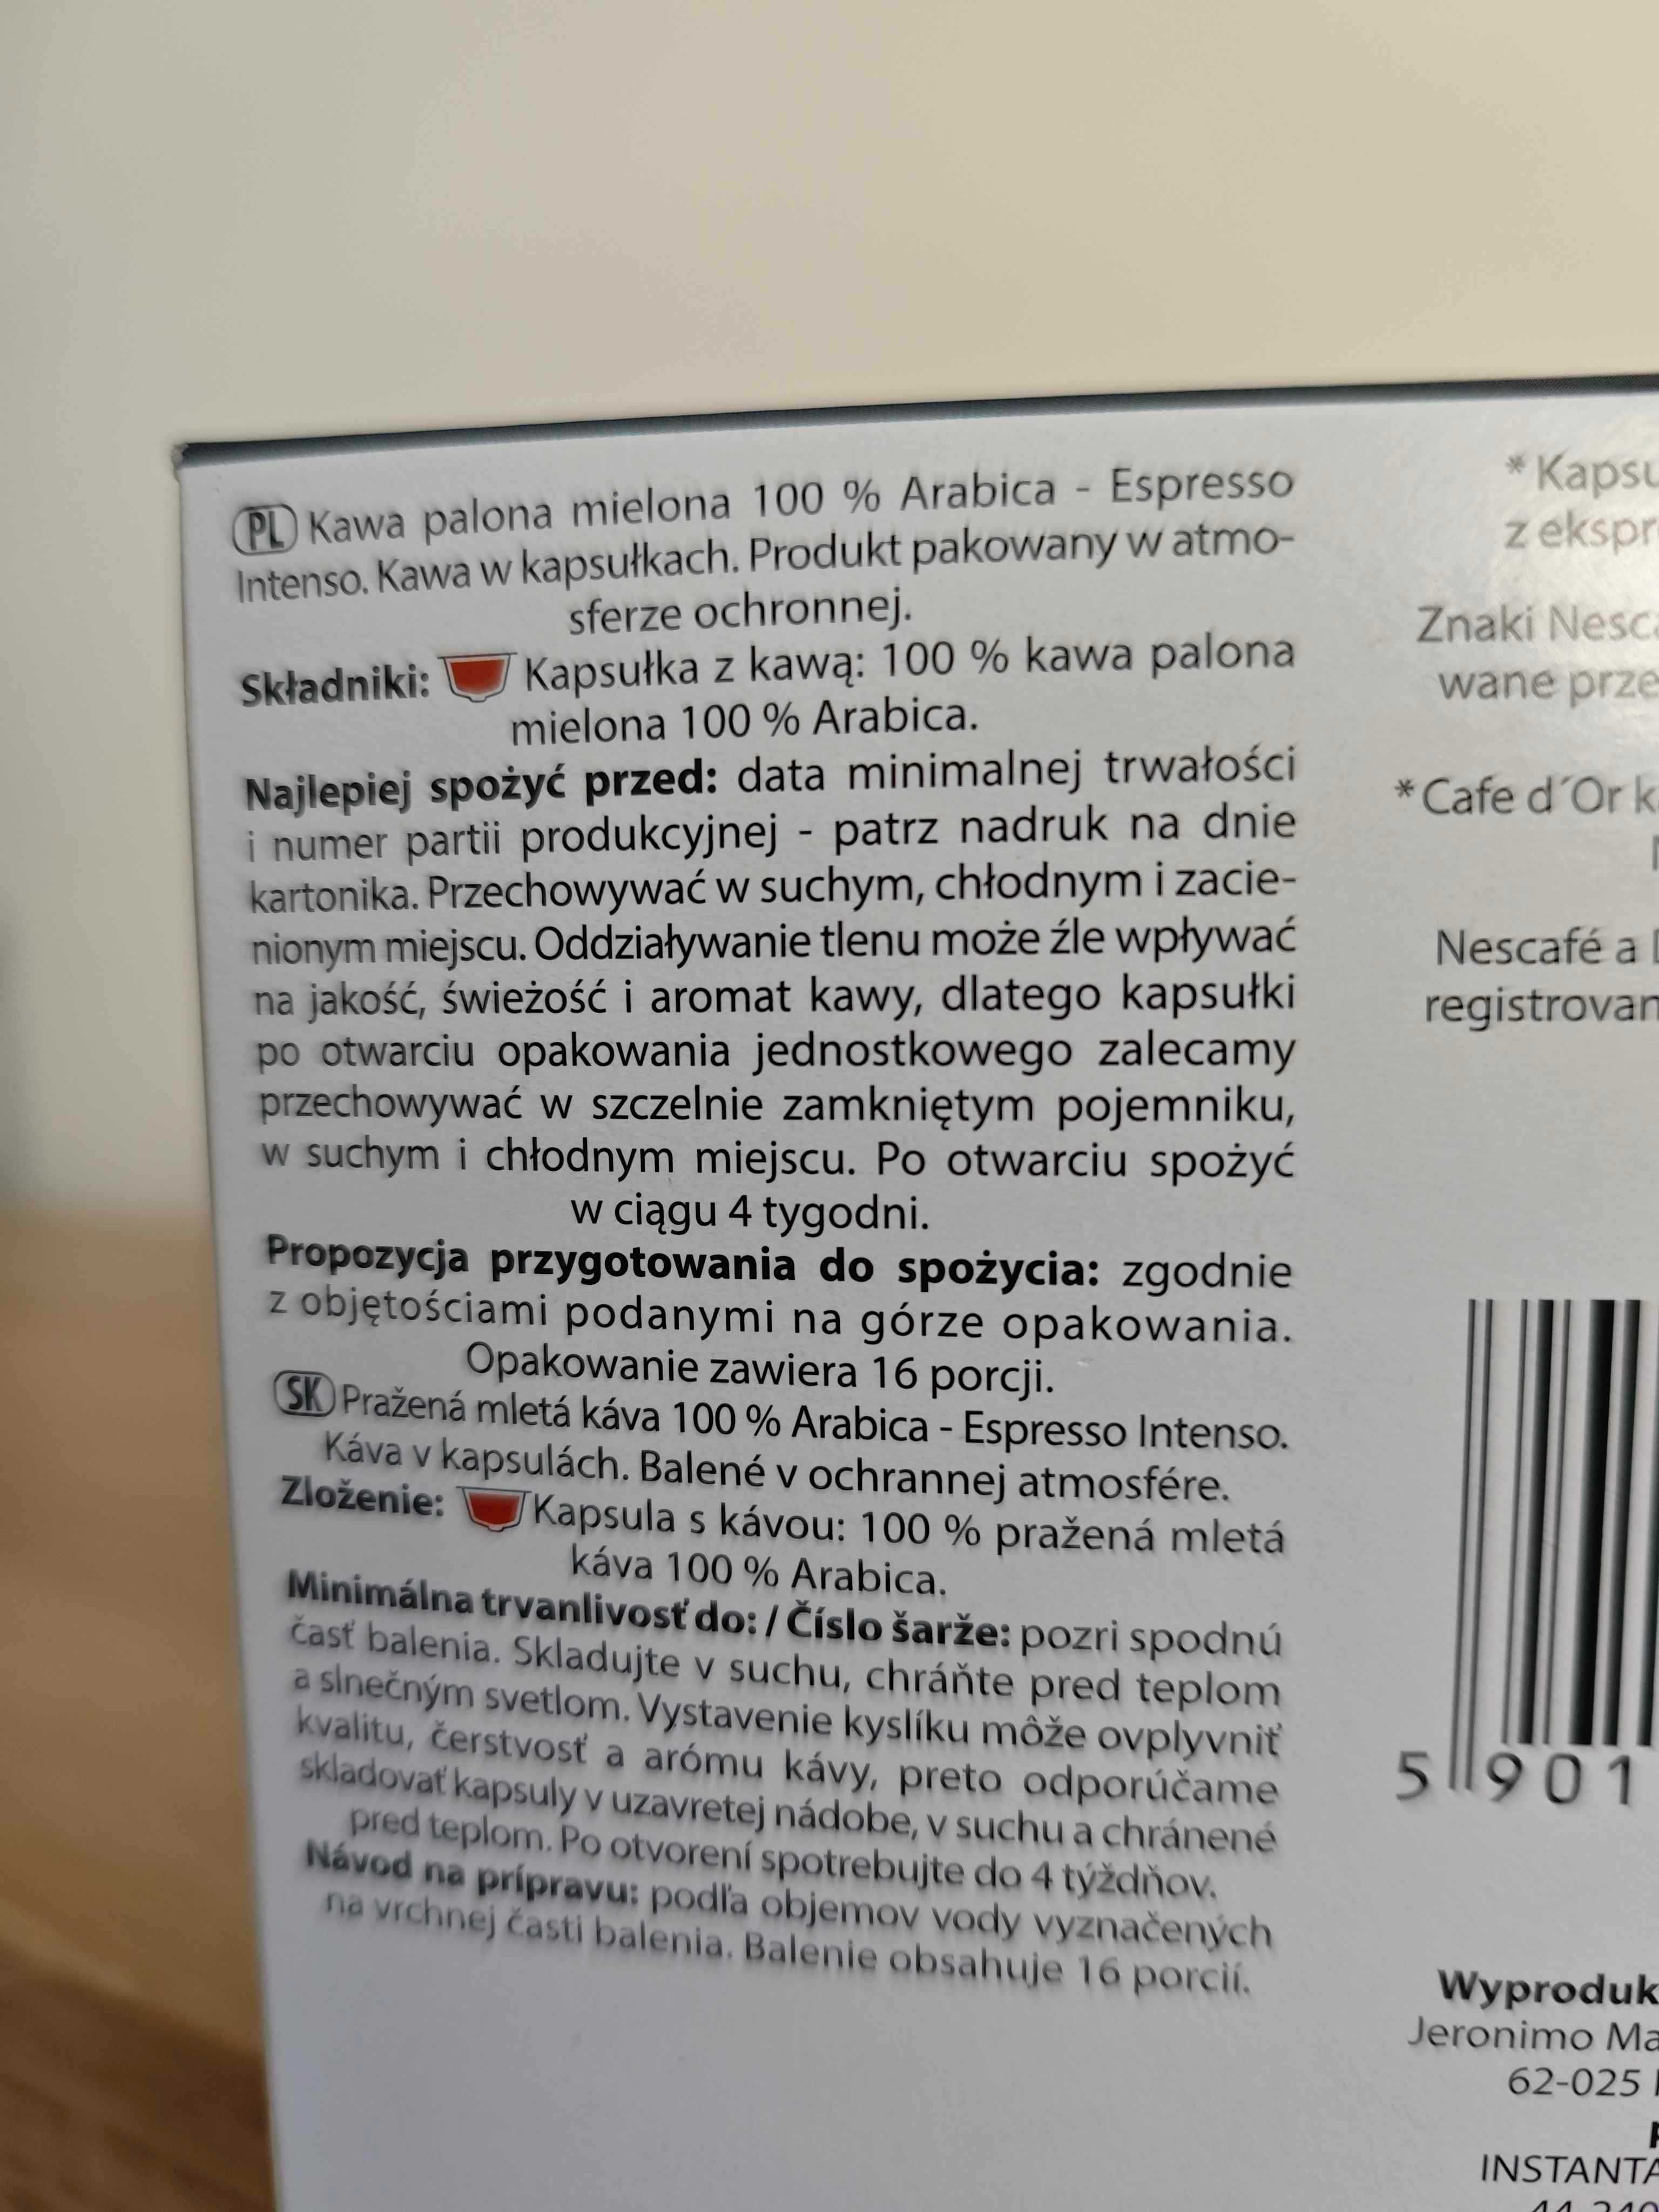 PL Kawa palona mielona 100 % Arabica - Espresso
Intenso. Kawa w kapsułkach. Produkt pakowany w atmo-
sferze ochronnej.
Składniki: Kapsułka z kawą: 100 % kawa palona
mielona 100 % Arabica.
Najlepiej spożyć przed: data minimalnej trwałości
i numer partii produkcyjnej - patrz nadruk na dnie
kartonika. Przechowywać w suchym, chłodnym i zacie-
nionym miejscu. Oddziaływanie tlenu może źle wpływać
na jakość, świeżość i aromat kawy, dlatego kapsułki
po otwarciu opakowania jednostkowego zalecamy
przechowywać w szczelnie zamkniętym pojemniku,
w suchym i chłodnym miejscu. Po otwarciu spożyć
w ciągu 4 tygodni.
Propozycja przygotowania do spożycia: zgodnie
z objętościami podanymi na górze opakowania.
Opakowanie zawiera 16 porcji.
SK Pražená mletá káva 100 % Arabica - Espresso Intenso.
Káva v kapsulách. Balené v ochrannej atmosfére.
Zloženie: Kapsula s kávou: 100 % pražená mletá
káva 100 % Arabica.
Minimálna trvanlivosť do: / Číslo šarže: pozri spodnú
časť balenia. Skladujte v suchu, chráňte pred teplom
a slnečným svetlom. Vystavenie kyslíku môže ovplyvniť
kvalitu, čerstvosť a arómu kávy, preto odporúčame
skladovať kapsuly v uzavretej nádobe, v suchu a chránené
pred teplom. Po otvorení spotrebujte do 4 týždňov.
Návod na prípravu: podľa objemov vody vyznačených
na vrchnej časti balenia. Balenie obsahuje 16 porcií.
* Kapsu
z ekspr
Znaki Nesca
wane prze
* Cafe d´Or k
Nescafé a
registrovan
5 901
Wyproduk
Jeronimo Ma
62-025
INSTANTA